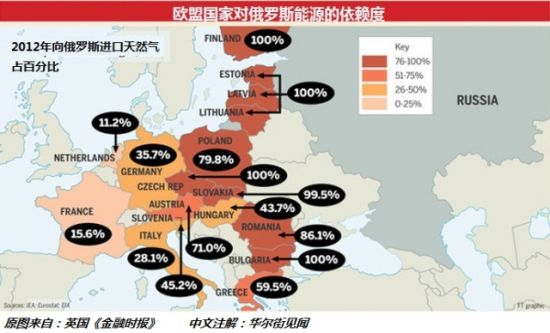 欧盟国家对俄罗斯能源的依赖度
2012年向俄罗斯进口天然气
占百分比
FINLAND
100%
Key
76-100%
51-75%
26-50%
0-25%
ESTONIA
LATVIA
LITHUANIA
100%
RUSSIA
11.2%
NETHERLANDS
35.7%
GERMANY
POLAND
79.8%
CZECH REP
100%
SLOVAKIA
99.5%
AUSTRIA
HUNGARY
43.7%
FRANCE
15.6%
SLOVENIA
ITALY
28.1%
45.2%
71.0%
ROMANIA
86.1%
BULGARIA
100%
GREECE
59.5%
Sources: IEA; Eurostat; EIA
FT graphic
原图来自：英国《金融时报》 中文注解：华尔街见闻